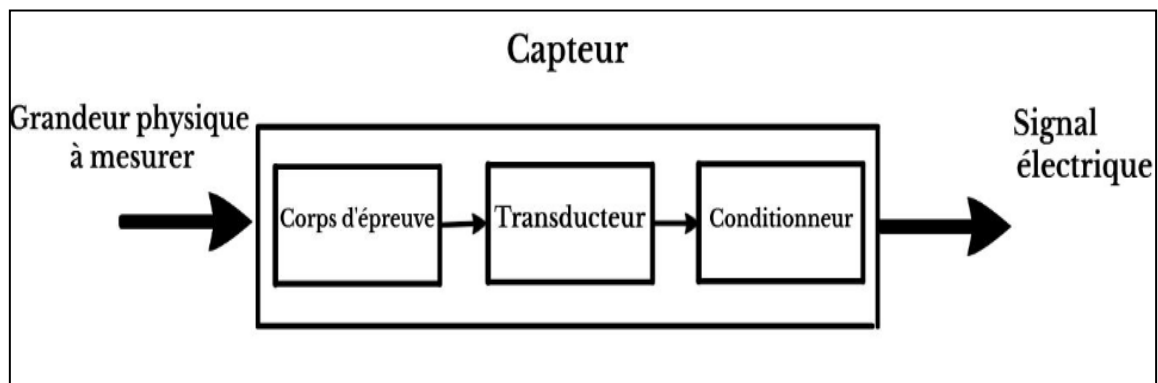 Capteur
Grandeur physique
à mesurer
Corps d'épreuve
Transducteur
Conditionneur
Signal
électrique